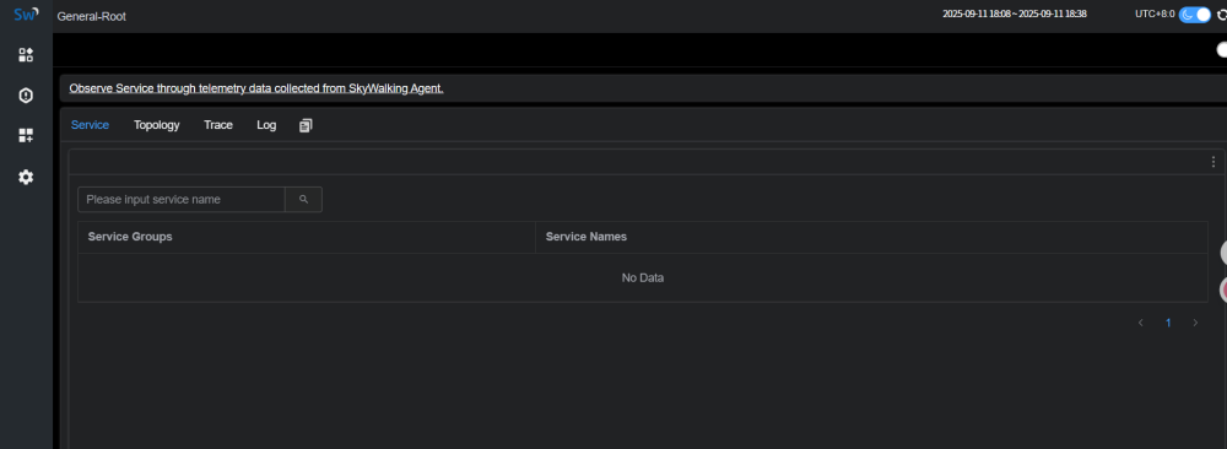 Sw
General-Root
2025-09-11 18:08 ~ 2025-09-11 18:38
UTC+8:0
Observe Service through telemetry data collected from SkyWalking Agent.
Service Topology Trace Log
Please input service name
Service Groups Service Names
No Data
1